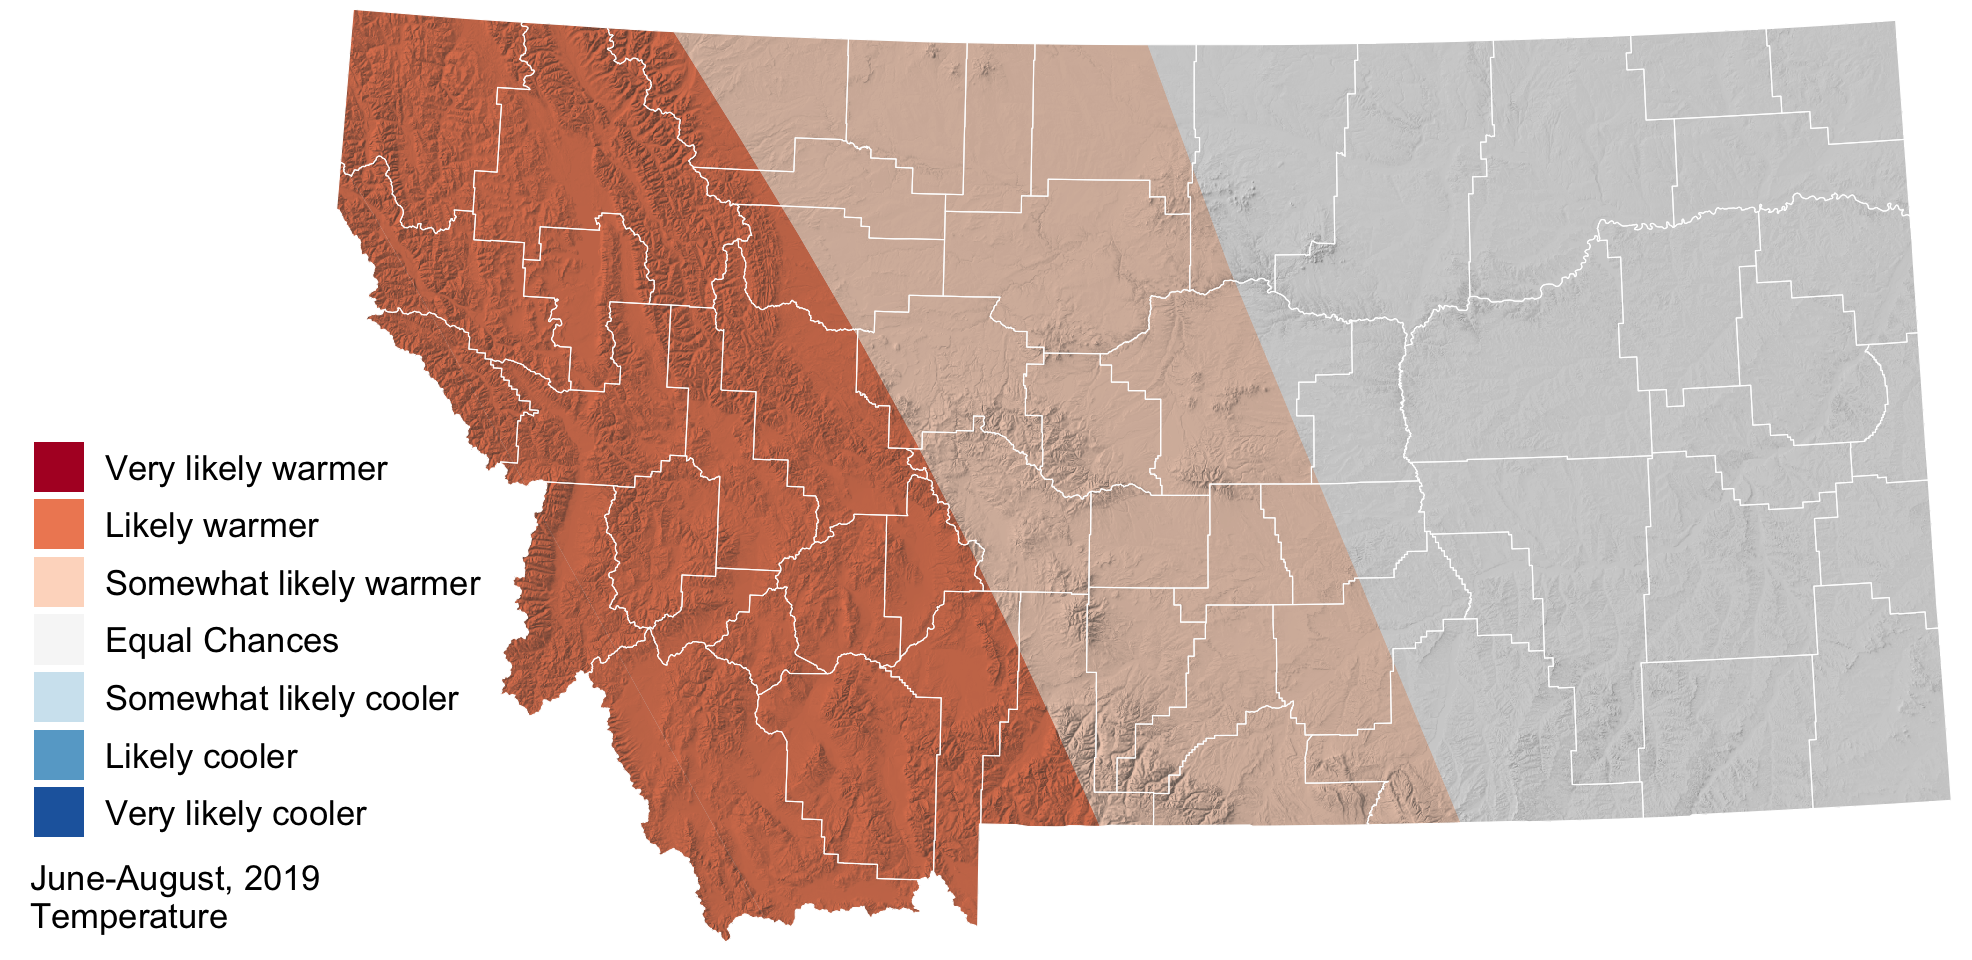 Very likely warmer
Likely warmer
Somewhat likely warmer
Equal Chances
Somewhat likely cooler
Likely cooler
Very likely cooler
June-August, 2019
Temperature